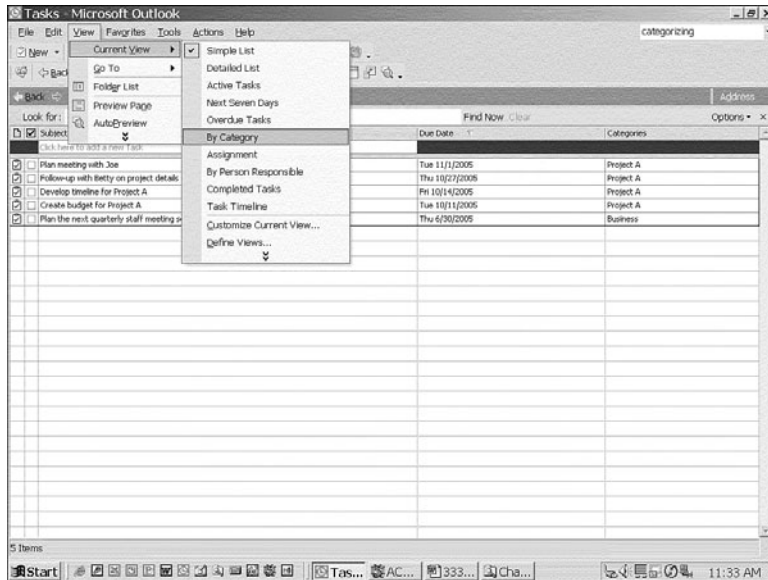 Tasks - Microsoft Outlook
File Edit View Favorites Tools Actions Help
categorizing
New
Current View
Simple List
Back
Go To
Detailed List
Folder List
Active Tasks
Preview Page
Next Seven Days
Back
Address
AutoPreview
Overdue Tasks
Look for:
Find Now Clear
Options
By Category
Subject
Due Date
Categories
Click here to add a new Task
Assignment
Plan meeting with Joe
By Person Responsible
Tue 11/1/2005
Project A
Follow-up with Betty on project details
Thu 10/27/2005
Project A
Develop timeline for Project A
Completed Tasks
Fri 10/14/2005
Project A
Create budget for Project A
Task Timeline
Tue 10/11/2005
Project A
Plan the next quarterly staff meeting
Thu 6/30/2005
Business
Customize Current View...
Define Views...
5 Items
Start
Tas...
AC...
333...
Cha...
11:33 AM